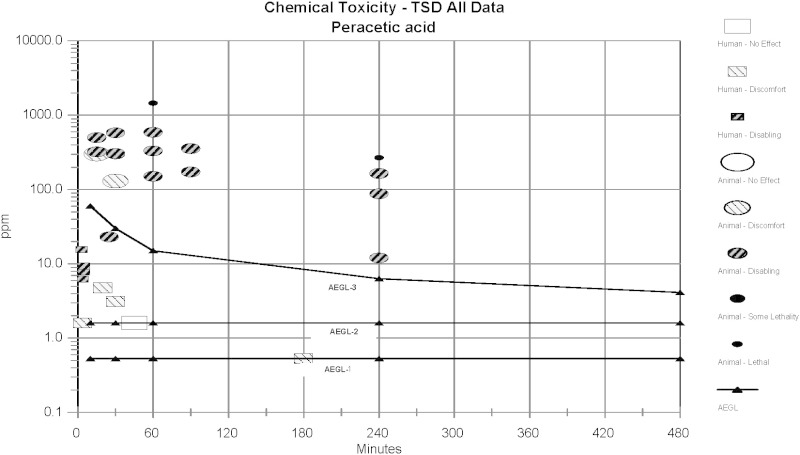 Chemical Toxicity - TSD All Data
Peracetic acid
10000.0
1000.0
100.0
10.0
1.0
0.1
ppm
0
60
120
180
240
300
360
420
480
Minutes
AEGL-3
AEGL-2
AEGL-1
Human - No Effect
Human - Discomfort
Human - Disabling
Animal - No Effect
Animal - Discomfort
Animal - Disabling
Animal - Some Lethality
Animal - Lethal
AEGL